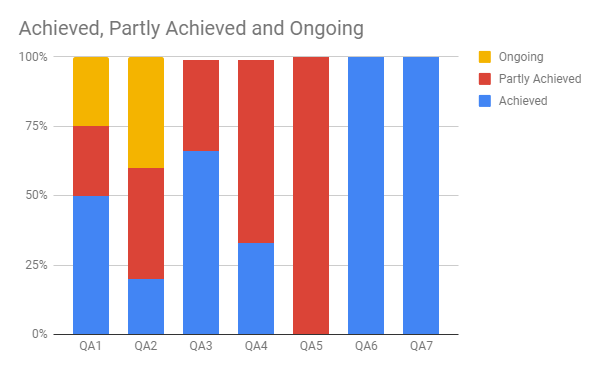 Achieved, Partly Achieved and Ongoing
100%
75%
50%
25%
0%
QA1 QA2 QA3 QA4 QA5 QA6 QA7
Ongoing
Partly Achieved
Achieved